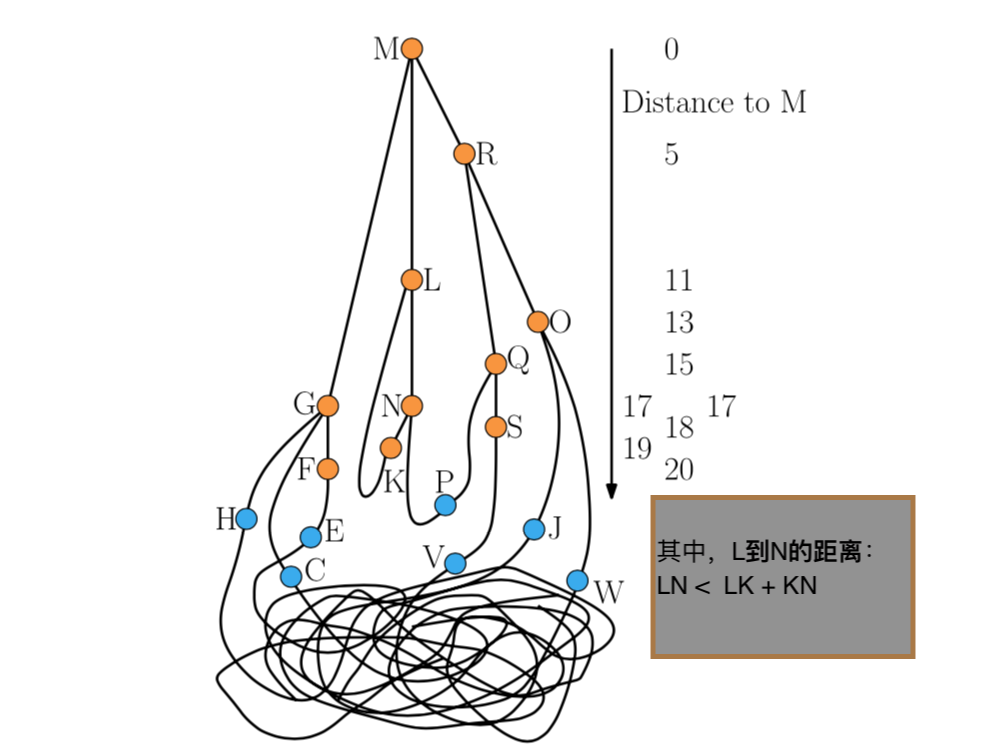 M
0
Distance to M
R
5
L
11
O
13
Q
15
G
N
17
17
S
18
K
19
F
20
P
H
E
J
V
C
W
其中，L到N的距离：
LN < LK + KN